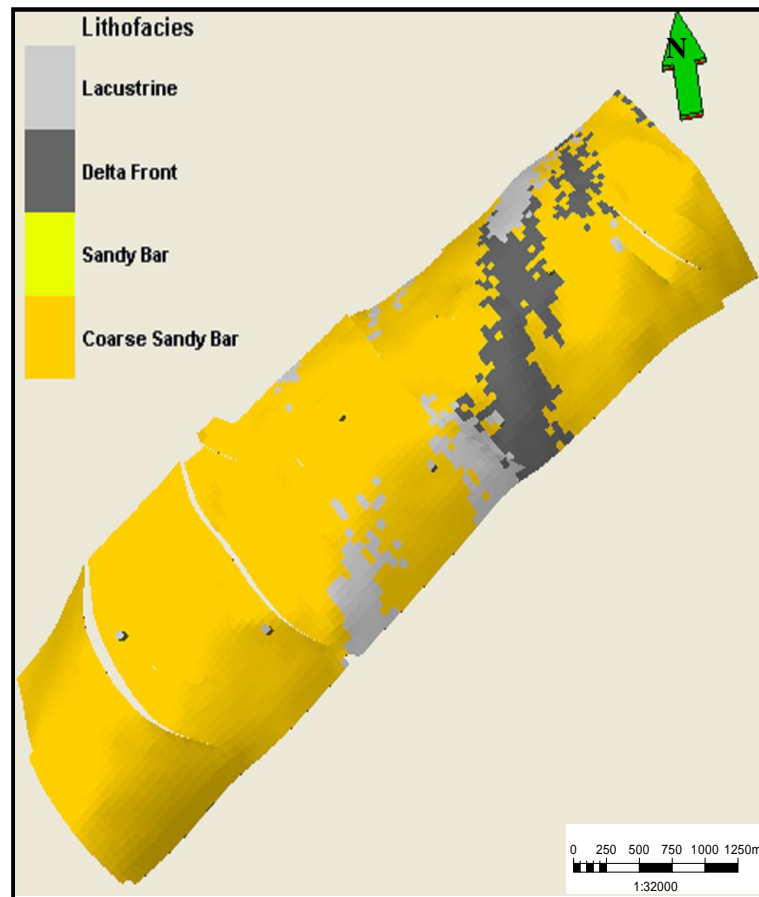 Lithofacies
N
Lacustrine
Delta Front
Sandy Bar
Coarse Sandy Bar
0 250 500 750 1000 1250m
1:32000